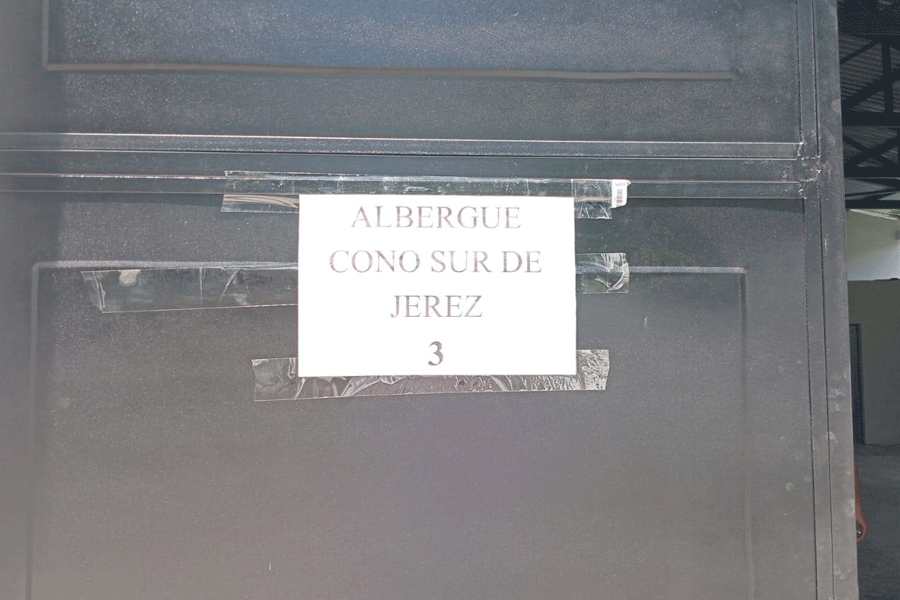 ALBERGUE
CONO SUR DE
JEREZ
3